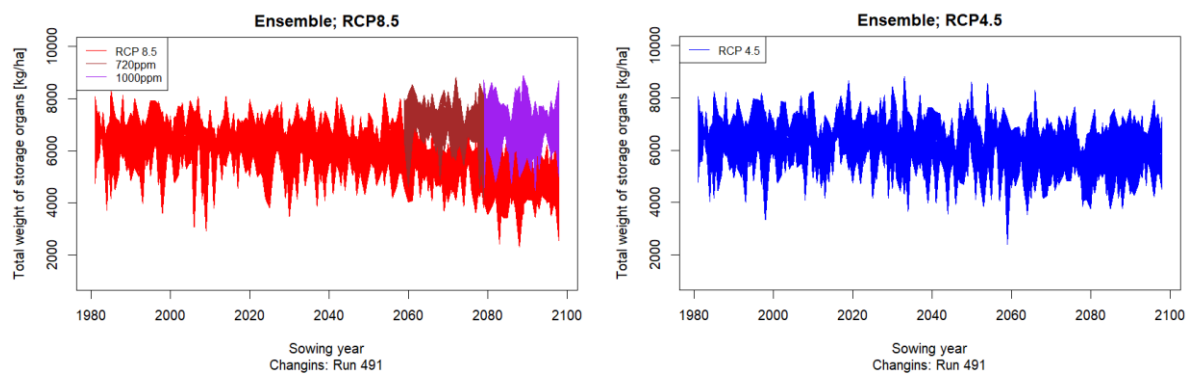 Ensemble; RCP8.5
Total weight of storage organs [kg/ha]
10000
8000
6000
4000
2000
RCP 8.5
720ppm
1000ppm
1980
2000
2020
2040
2060
2080
2100
Sowing year
Changins: Run 491
Ensemble; RCP4.5
Total weight of storage organs [kg/ha]
10000
8000
6000
4000
2000
RCP 4.5
1980
2000
2020
2040
2060
2080
2100
Sowing year
Changins: Run 491